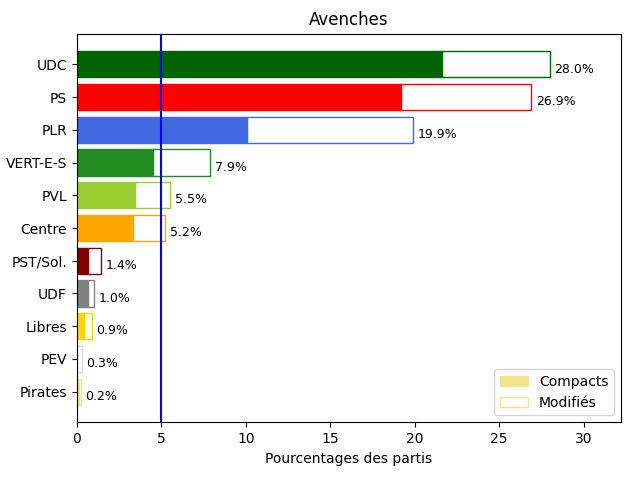 Avenches
UDC 28.0%
PS 26.9%
PLR 19.9%
VERT-E-S 7.9%
PVL 5.5%
Centre 5.2%
PST/Sol. 1.4%
UDF 1.0%
Libres 0.9%
PEV 0.3%
Pirates 0.2%
Compacts
Modifiés
0 5 10 15 20 25 30
Pourcentages des partis